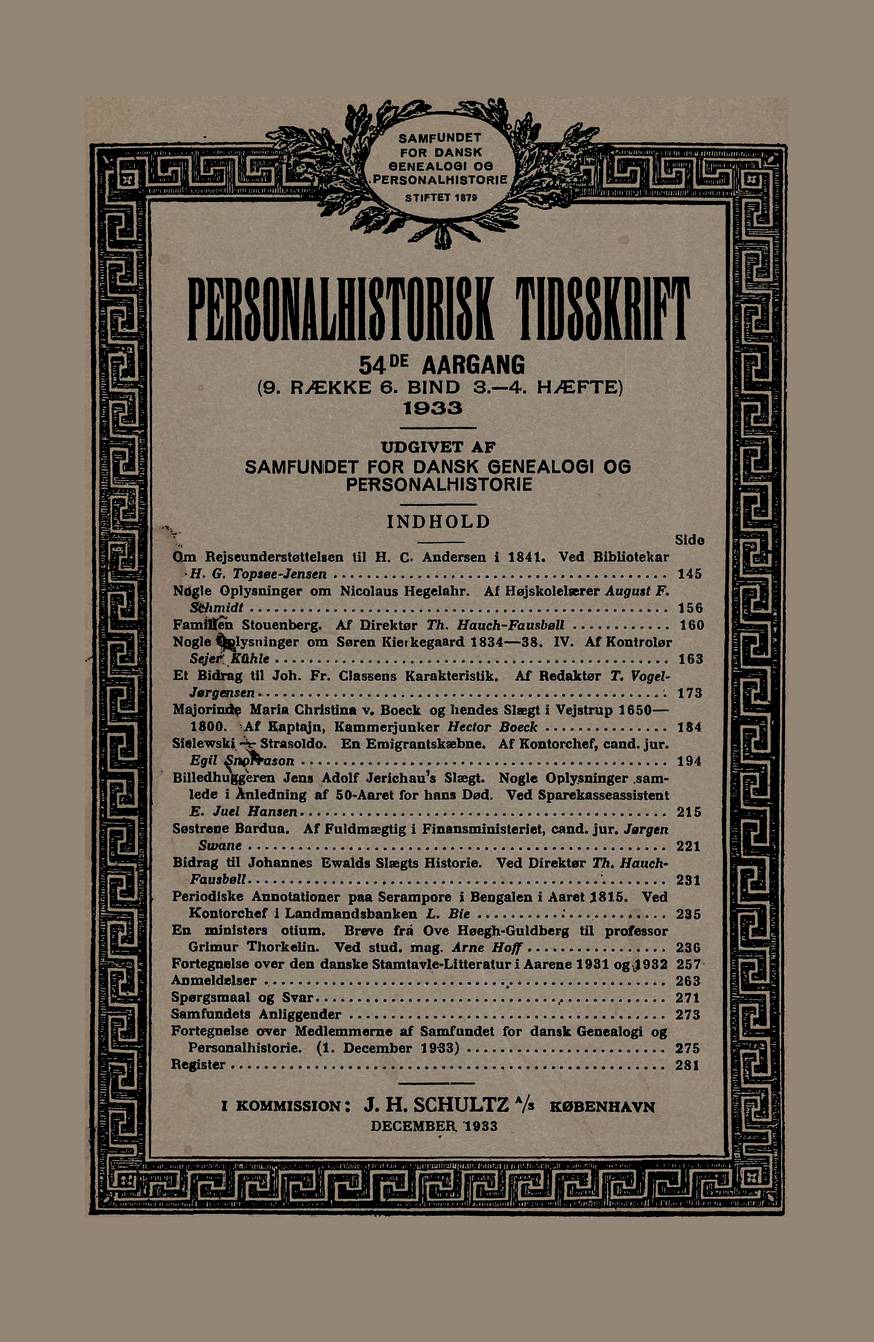 SAMFUNDET
FOR DANSK
GENEALOGI OG
PERSONALHISTORIE
STIFTET 1879
PERSONALHISTORISK TIDSSKRIFT
54DE AARGANG
(9. RÆKKE 6. BIND 3.—4. HÆFTE)
1933
UDGIVET AF
SAMFUNDET FOR DANSK GENEALOGI OG
PERSONALHISTORIE
INDHOLD
Side
Om Rejseunderstøttelsen til H. C. Andersen i 1841. Ved Bibliotekar
H. G. Topsøe-Jensen ........................................ 145
Nogle Oplysninger om Nicolaus Hegelahr. Af Højskolelærer August F.
Schmidt .................................................. 156
Familien Stouenberg. Af Direktør Th. Hauch-Fausbøll ............ 160
Nogle Oplysninger om Søren Kierkegaard 1834—38. IV. Af Kontrolør
Sejer Kühle ............................................... 163
Et Bidrag til Joh. Fr. Classens Karakteristik. Af Redaktør T. Vogel-
Jørgensen ................................................. 173
Majorinde Maria Christina v. Boeck og hendes Slægt i Vejstrup 1650—
1800. Af Kaptajn, Kammerjunker Hector Boeck ............... 184
Sielewski Strasoldo. En Emigrantskæbne. Af Kontorchef, cand. jur.
Egil ............................................ 194
Billedhuggeren Jens Adolf Jerichau's Slægt. Nogle Oplysninger sam-
lede i Anledning af 50-Aaret for hans Død. Ved Sparekasseassistent
E. Juel Hansen............................................ 215
Søstrene Bardua. Af Fuldmægtig i Finansministeriet, cand. jur. Jørgen
Swane .................................................. 221
Bidrag til Johannes Ewalds Slægts Historie. Ved Direktør Th. Hauch-
Fausbøll.................................................. 231
Periodiske Annotationer paa Serampore i Bengalen i Aaret 1815. Ved
Kontorchef i Landmandsbanken L. Bie ....................... 235
En ministers otium. Breve fra Ove Høegh-Guldberg til professor
Grimur Thorkelin. Ved stud. mag. Arne Hoff................. 236
Fortegnelse over den danske Stamtavle-Litteratur i Aarene 1931 og 1932 257
Anmeldelser ................................................. 263
Spørgsmaal og Svar.......................................... 271
Samfundets Anliggender ...................................... 273
Fortegnelse over Medlemmerne af Samfundet for dansk Genealogi og
Personalhistorie. (1. December 1933) ........................ 275
Register .................................................... 281
I KOMMISSION: J. H. SCHULTZ A/S KØBENHAVN
DECEMBER 1933